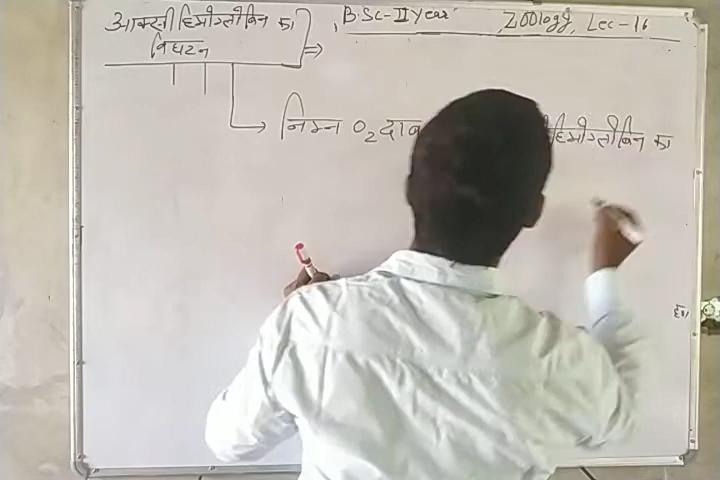 आक्सीहिमोग्लोबिन का
विघटन
⇒
B.Sc-II Year Zoology, Lec-16
निम्न O₂ दाब
हिमोग्लोबिन का